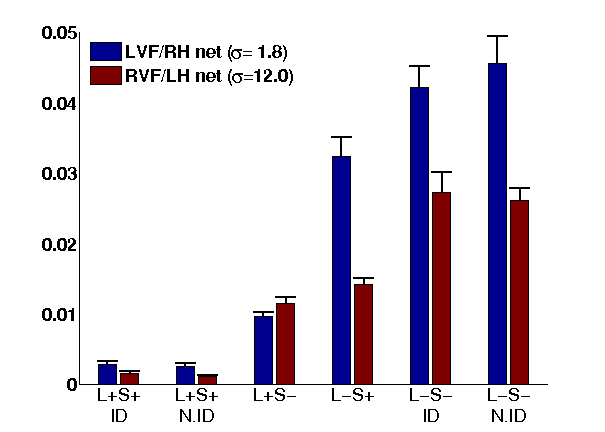 0.05
LVF/RH net (σ= 1.8)
RVF/LH net (σ=12.0)
0.04
0.03
0.02
0.01
0
L+S+ L+S+ L+S− L−S+ L−S− L−S−
ID N.ID ID N.ID